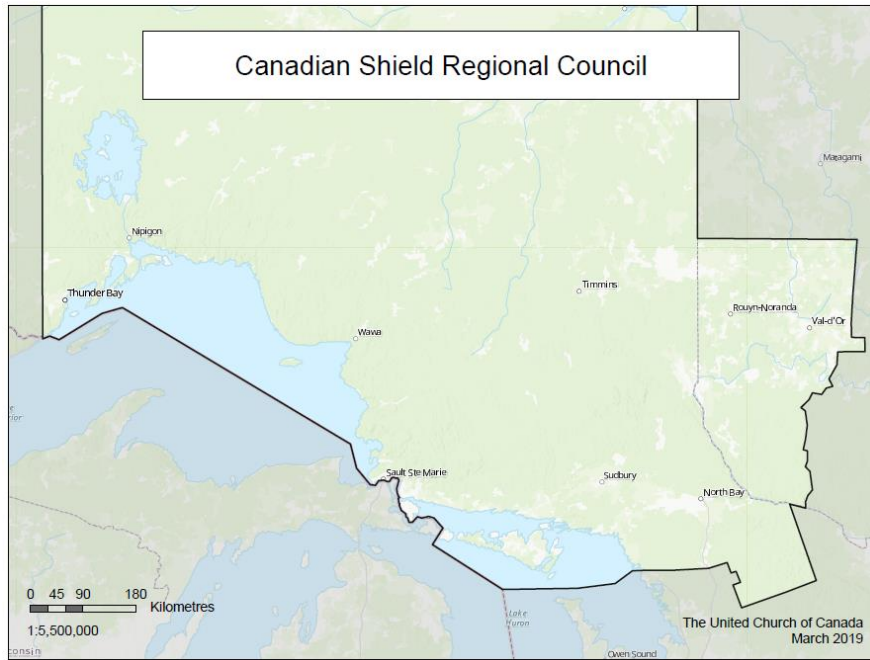 Canadian Shield Regional Council
Matagami
Nipigon
Thunder Bay
Timmins
Rouyn-Noranda
Val-d'Or
Wawa
Sault Ste Marie
Sudbury
North Bay
0 45 90 180 Kilometres
1:5,500,000
Lake
Huron
Owen Sound
The United Church of Canada
March 2019